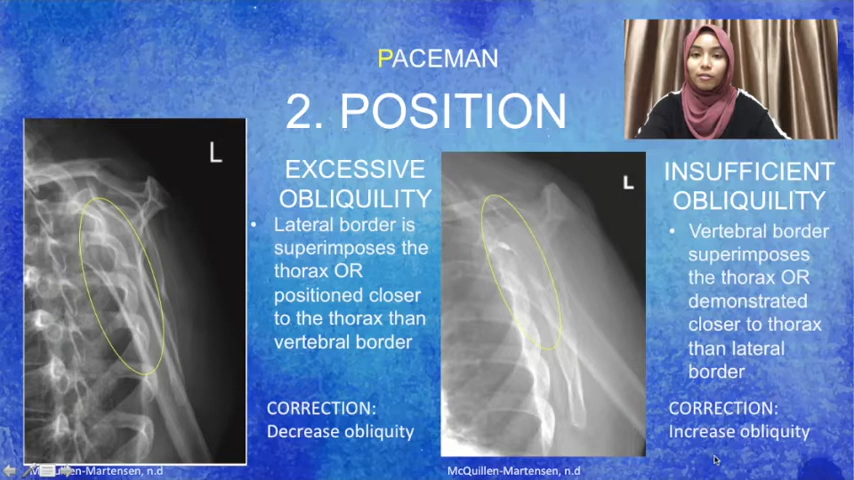 PACEMAN
2. POSITION
L
EXCESSIVE
OBLIQUILITY
• Lateral border is
superimposes the
thorax OR
positioned closer
to the thorax than
vertebral border
CORRECTION:
Decrease obliquity
L
INSUFFICIENT
OBLIQUILITY
• Vertebral border
superimposes
the thorax OR
demonstrated
closer to thorax
than lateral
border
CORRECTION:
Increase obliquity
McQuillen-Martensen, n.d
McQuillen-Martensen, n.d